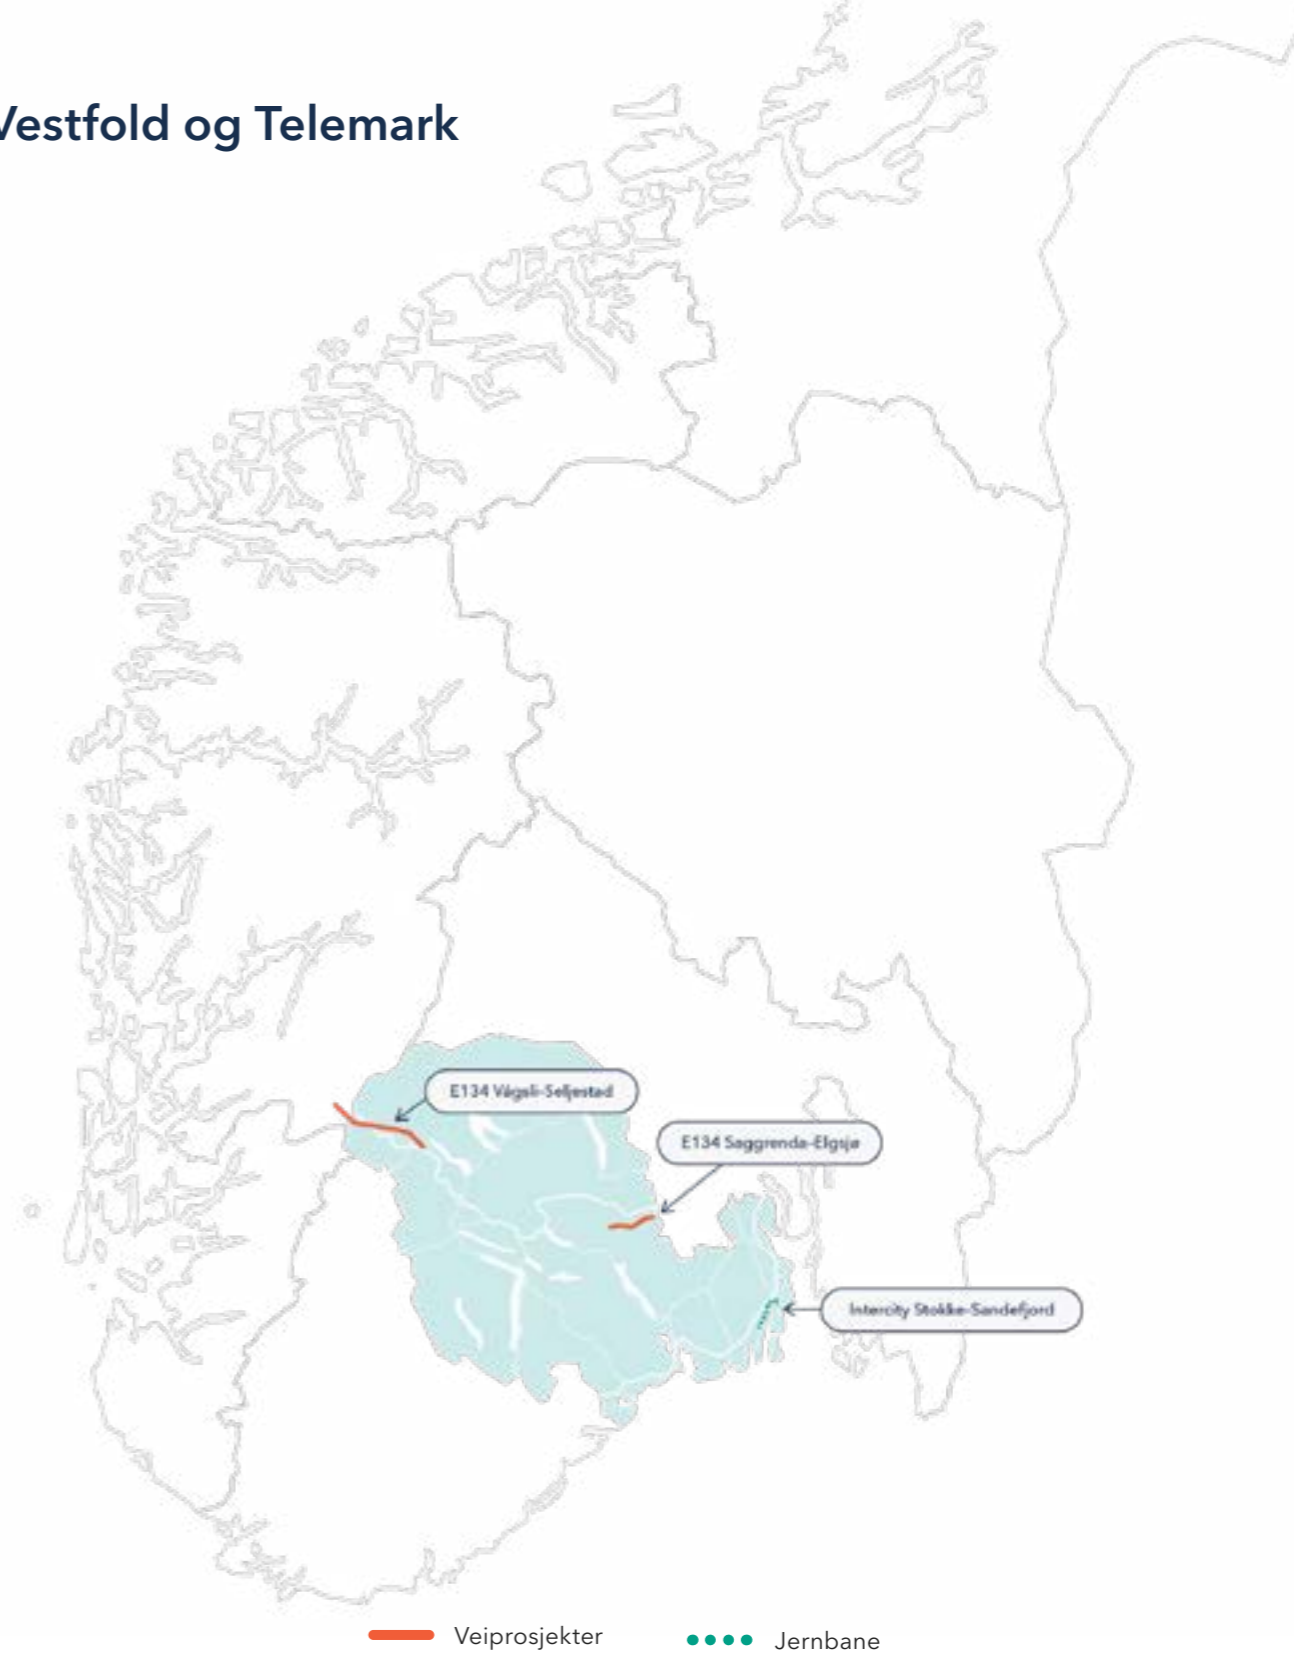 Vestfold og Telemark
E134 Vågsli-Seljestad
E134 Saggrenda-Elgsjø
Intercity Stokke-Sandefjord
Veiprosjekter
Jernbane